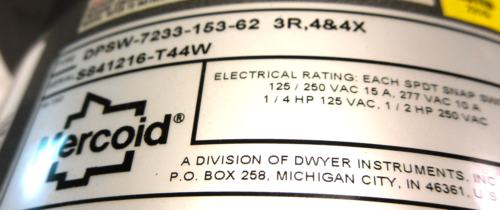 DPSW-7233-153-62 3R,4&4X
S841216-T44W
ELECTRICAL RATING: EACH SPDT SNAP SW
125 / 250 VAC 15 A, 277 VAC 10 A
1 / 4 HP 125 VAC, 1 / 2 HP 250 VAC
Mercoid®
A DIVISION OF DWYER INSTRUMENTS, INC
P.O. BOX 258, MICHIGAN CITY, IN 46361, U.S